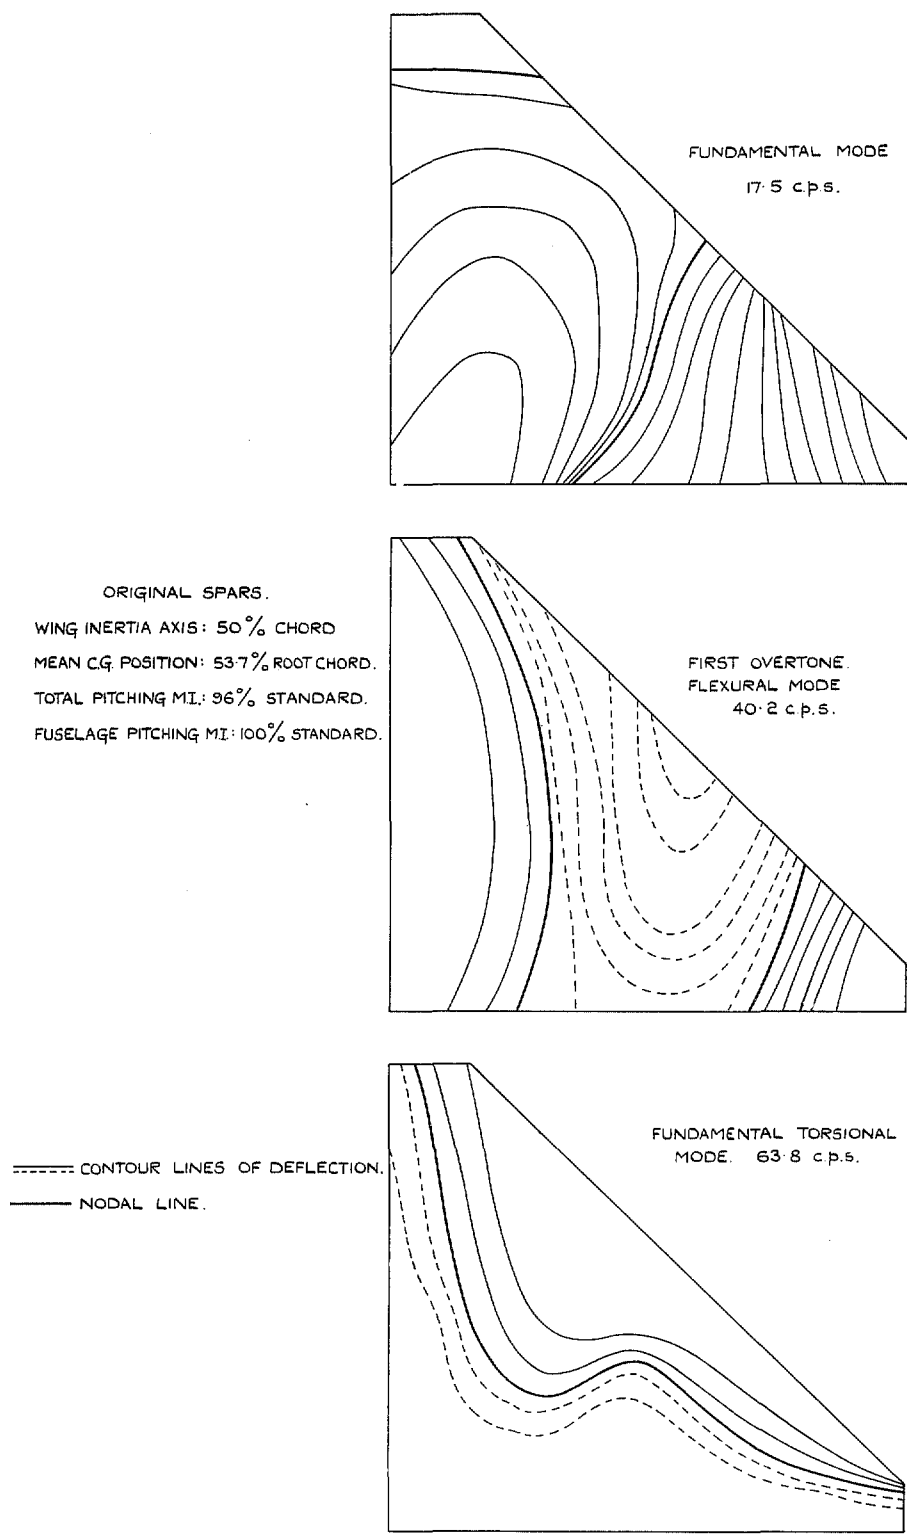 FUNDAMENTAL MODE
17·5 c.p.s.
ORIGINAL SPARS.
WING INERTIA AXIS: 50% CHORD
MEAN C.G. POSITION: 53·7% ROOT CHORD.
TOTAL PITCHING M.I.: 96% STANDARD.
FUSELAGE PITCHING M.I.: 100% STANDARD.
FIRST OVERTONE.
FLEXURAL MODE
40·2 c.p.s.
FUNDAMENTAL TORSIONAL
MODE. 63·8 c.p.s.
CONTOUR LINES OF DEFLECTION.
NODAL LINE.